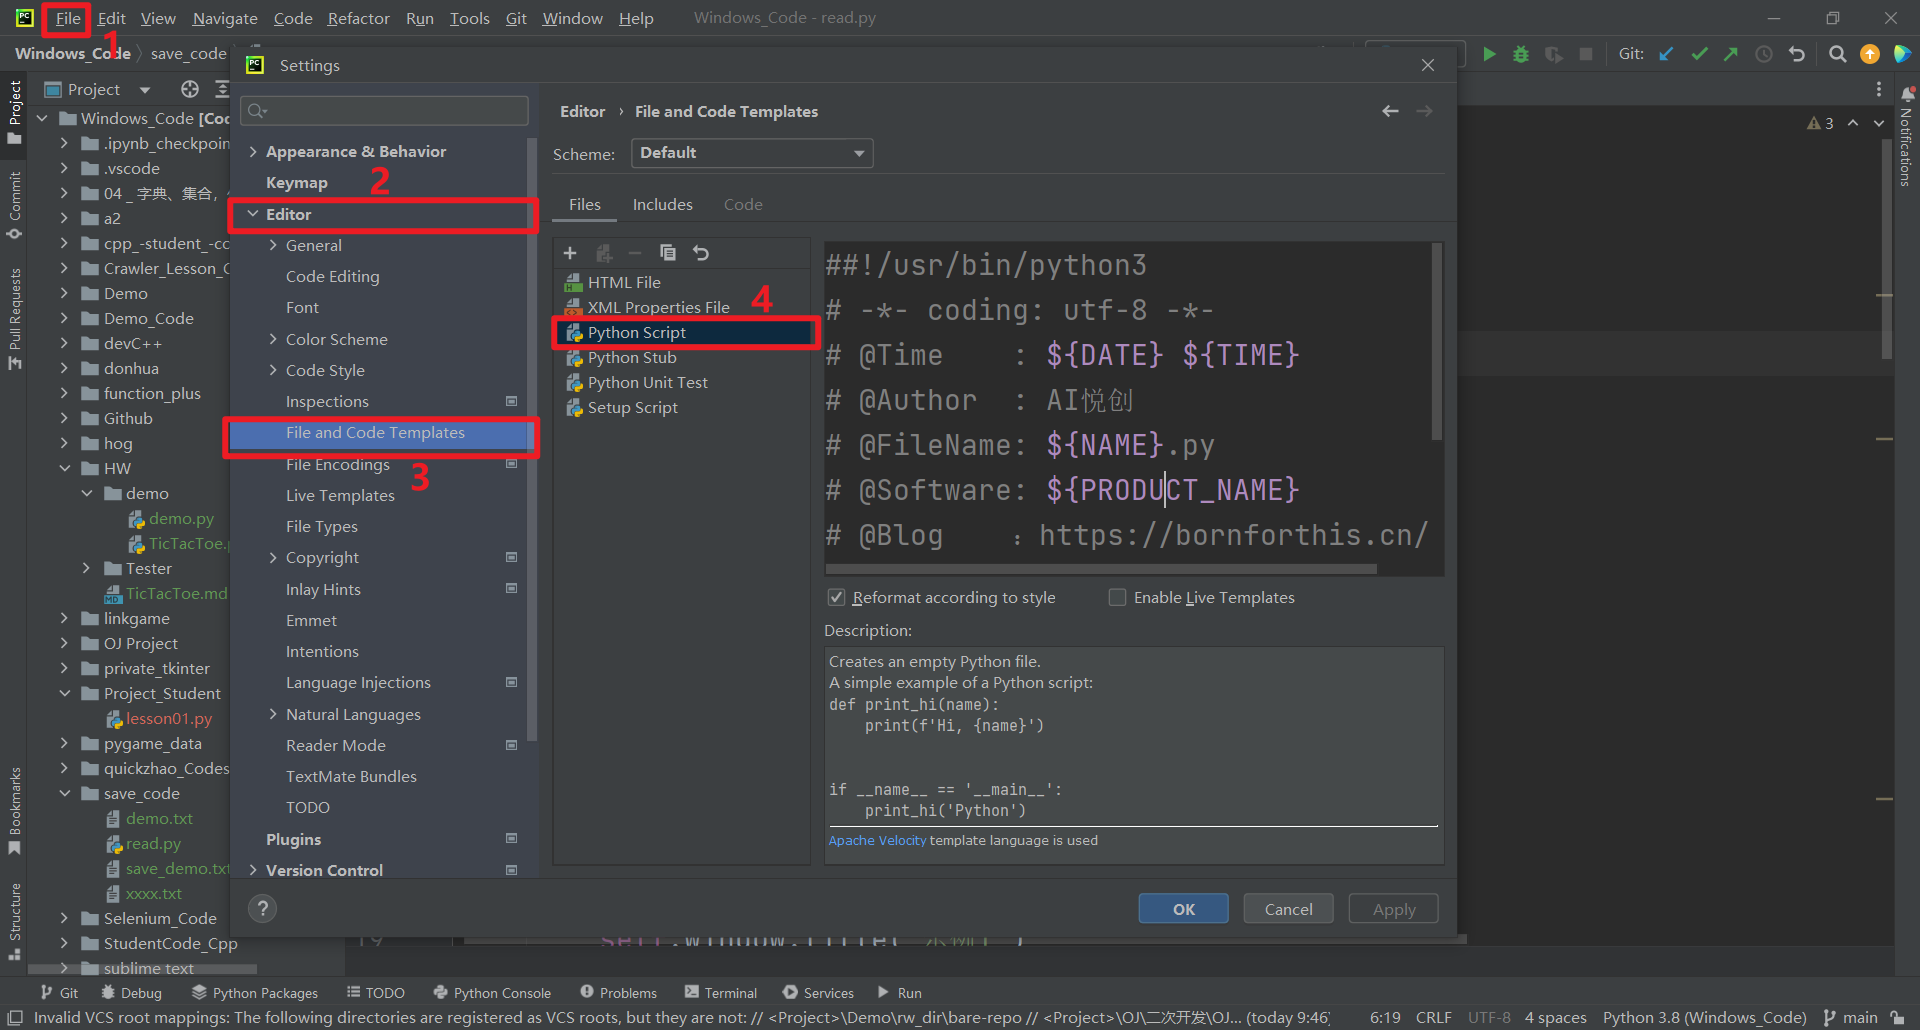 File Edit View Navigate Code Refactor Run Tools Git Window Help Windows_Code - read.py
1
Windows_Code save_code Git:
Settings
Project
Project
Commit
Pull Requests
Bookmarks
Structure
Notifications
3
Windows_Code [Co
.ipynb_checkpoin
.vscode
04 _ 字典、集合,
a2
cpp_-student_-co
Crawler_Lesson_
Demo
Demo_Code
devC++
donhua
function_plus
Github
hog
HW
demo
demo.py
TicTacToe.
Tester
TicTacToe.md
linkgame
OJ Project
private_tkinter
Project_Student
lesson01.py
pygame_data
quickzhao_Codes
save_code
demo.txt
read.py
save_demo.txt
xxxx.txt
Selenium_Code
StudentCode_Cpp
sublime text
Appearance & Behavior
Keymap
2
Editor
General
Code Editing
Font
Color Scheme
Code Style
Inspections
File and Code Templates
File Encodings
3
Live Templates
File Types
Copyright
Inlay Hints
Emmet
Intentions
Language Injections
Natural Languages
Reader Mode
TextMate Bundles
TODO
Plugins
Version Control
Editor › File and Code Templates
Scheme: Default
Files Includes Code
HTML File
XML Properties File
4
Python Script
Python Stub
Python Unit Test
Setup Script
##!/usr/bin/python3
# -*- coding: utf-8 -*-
# @Time    : ${DATE} ${TIME}
# @Author  : AI悦创
# @FileName: ${NAME}.py
# @Software: ${PRODUCT_NAME}
# @Blog    ：https://bornforthis.cn/
Reformat according to style Enable Live Templates
Description:
Creates an empty Python file.
A simple example of a Python script:
def print_hi(name):
    print(f'Hi, {name}')
if __name__ == '__main__':
    print_hi('Python')
Apache Velocity template language is used
? OK Cancel Apply
19
Git Debug Python Packages TODO Python Console Problems Terminal Services Run
Invalid VCS root mappings: The following directories are registered as VCS roots, but they are not: // <Project>\Demo\rw_dir\bare-repo // <Project>\OJ\二次开发\OJ... (today 9:46) 6:19 CRLF UTF-8 4 spaces Python 3.8 (Windows_Code) main